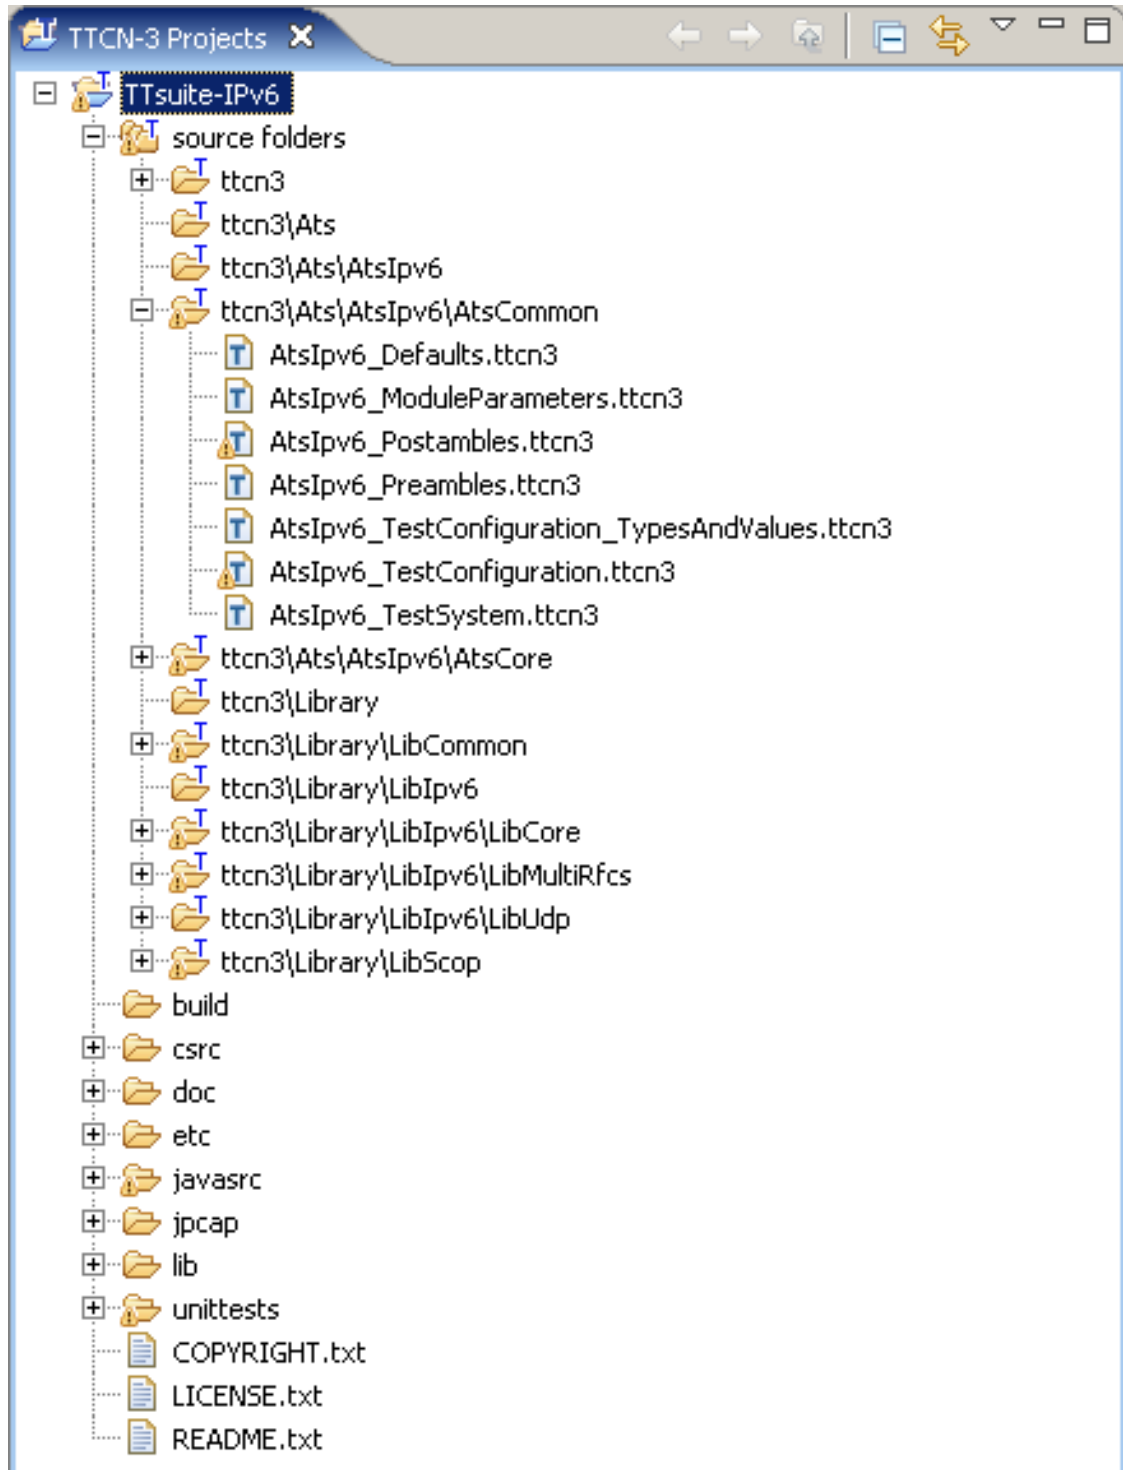 TTCN-3 Projects
TTsuite-IPv6
source folders
ttcn3
ttcn3\Ats
ttcn3\Ats\AtsIpv6
ttcn3\Ats\AtsIpv6\AtsCommon
AtsIpv6_Defaults.ttcn3
AtsIpv6_ModuleParameters.ttcn3
AtsIpv6_Postambles.ttcn3
AtsIpv6_Preambles.ttcn3
AtsIpv6_TestConfiguration_TypesAndValues.ttcn3
AtsIpv6_TestConfiguration.ttcn3
AtsIpv6_TestSystem.ttcn3
ttcn3\Ats\AtsIpv6\AtsCore
ttcn3\Library
ttcn3\Library\LibCommon
ttcn3\Library\LibIpv6
ttcn3\Library\LibIpv6\LibCore
ttcn3\Library\LibIpv6\LibMultiRfcs
ttcn3\Library\LibIpv6\LibUdp
ttcn3\Library\LibScop
build
csrc
doc
etc
javasrc
jpcap
lib
unittests
COPYRIGHT.txt
LICENSE.txt
README.txt